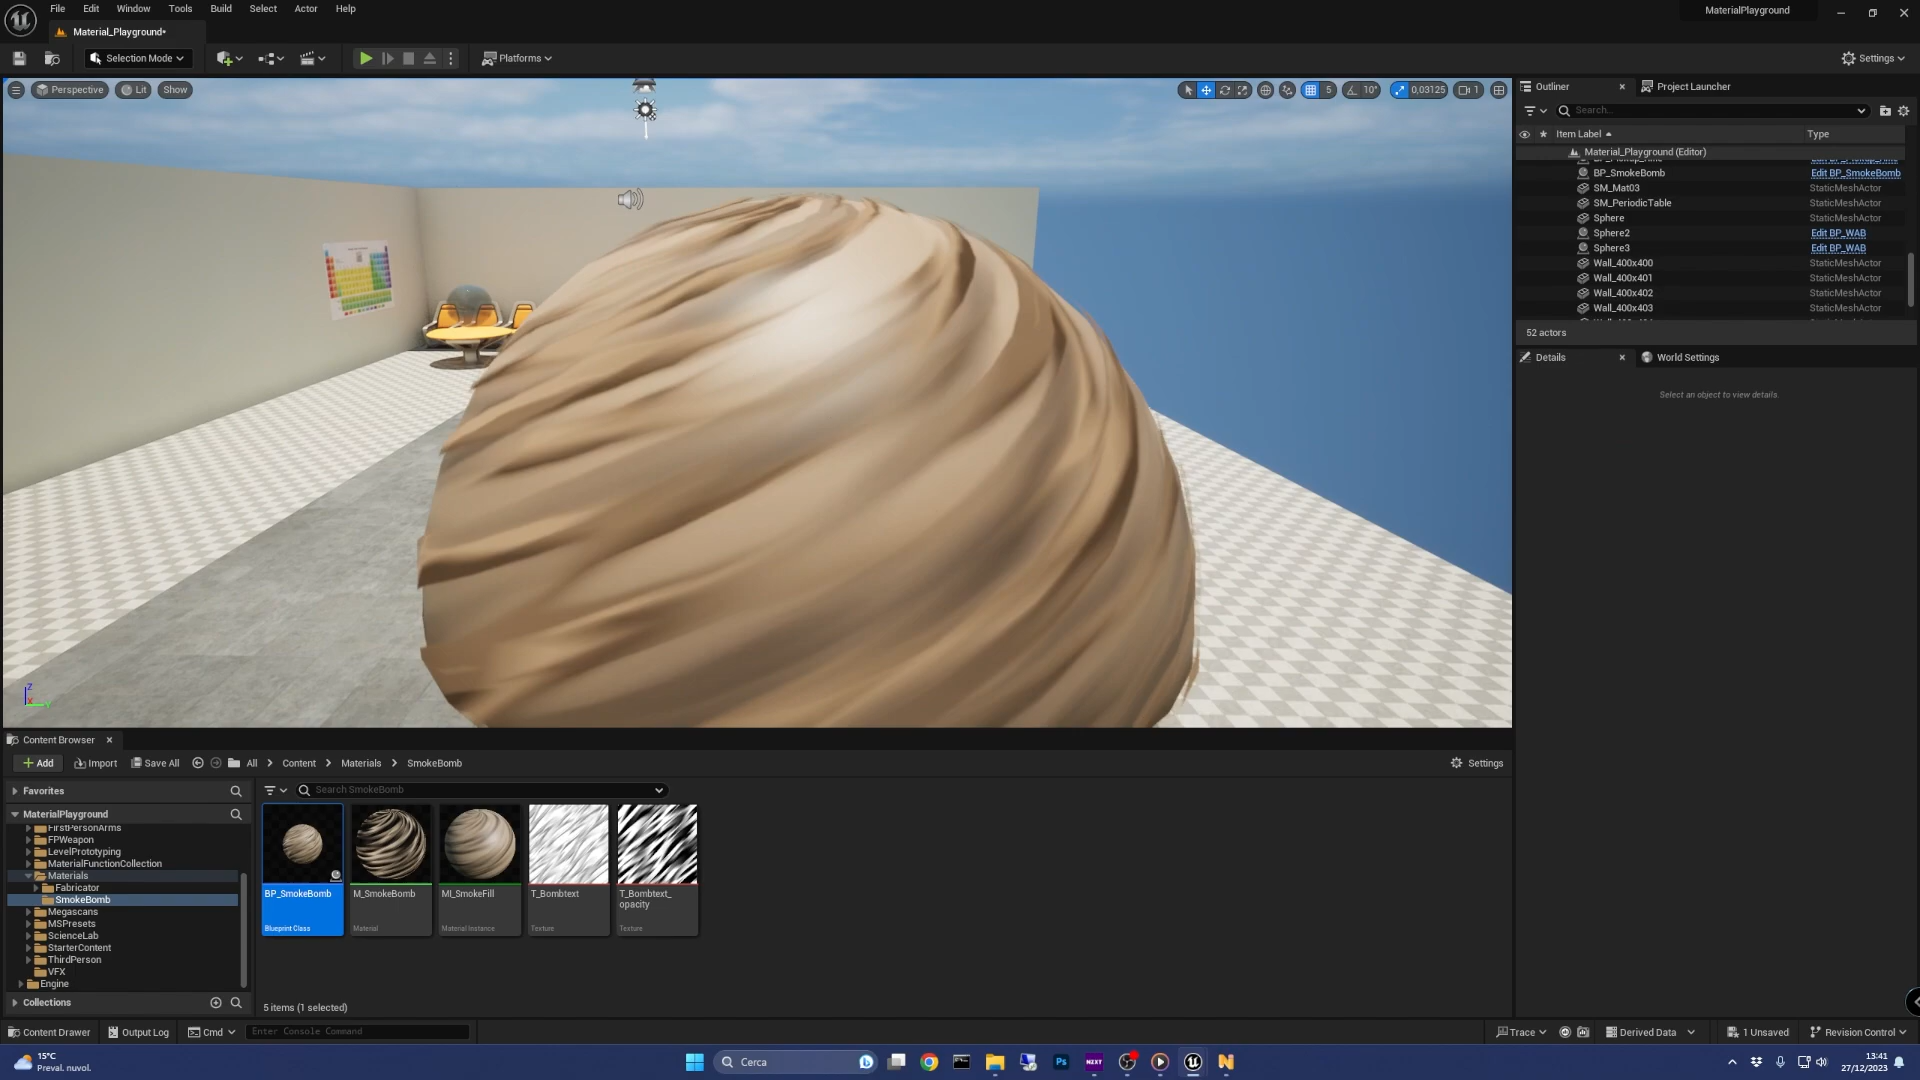 File Edit Window Tools Build Select Actor Help
MaterialPlayground
Material_Playground*
Selection Mode
Platforms
Settings
Perspective
Lit
Show
5
10°
0,03125
1
Outliner
Project Launcher
Search...
Item Label
Type
Material_Playground (Editor)
BP_SmokeBomb Edit BP_SmokeBomb
SM_Mat03 StaticMeshActor
SM_PeriodicTable StaticMeshActor
Sphere StaticMeshActor
Sphere2 Edit BP_WAB
Sphere3 Edit BP_WAB
Wall_400x400 StaticMeshActor
Wall_400x401 StaticMeshActor
Wall_400x402 StaticMeshActor
Wall_400x403 StaticMeshActor
52 actors
Details
World Settings
Select an object to view details.
Z
Content Browser
Add
Import
Save All
All
Content
Materials
SmokeBomb
Settings
Favorites
Search SmokeBomb
MaterialPlayground
FirstPersonArms
FPWeapon
LevelPrototyping
MaterialFunctionCollection
Materials
Fabricator
SmokeBomb
Megascans
MSPresets
ScienceLab
StarterContent
ThirdPerson
VFX
Engine
Collections
BP_SmokeBomb
Blueprint Class
M_SmokeBomb
Material
MI_SmokeFill
Material Instance
T_Bombtext
Texture
T_Bombtext_
opacity
Texture
5 items (1 selected)
Content Drawer
Output Log
Cmd
Enter Console Command
Trace
Derived Data
1 Unsaved
Revision Control
15°C
Preval. nuvol.
Cerca
Ps
NZXT
13:41
27/12/2023